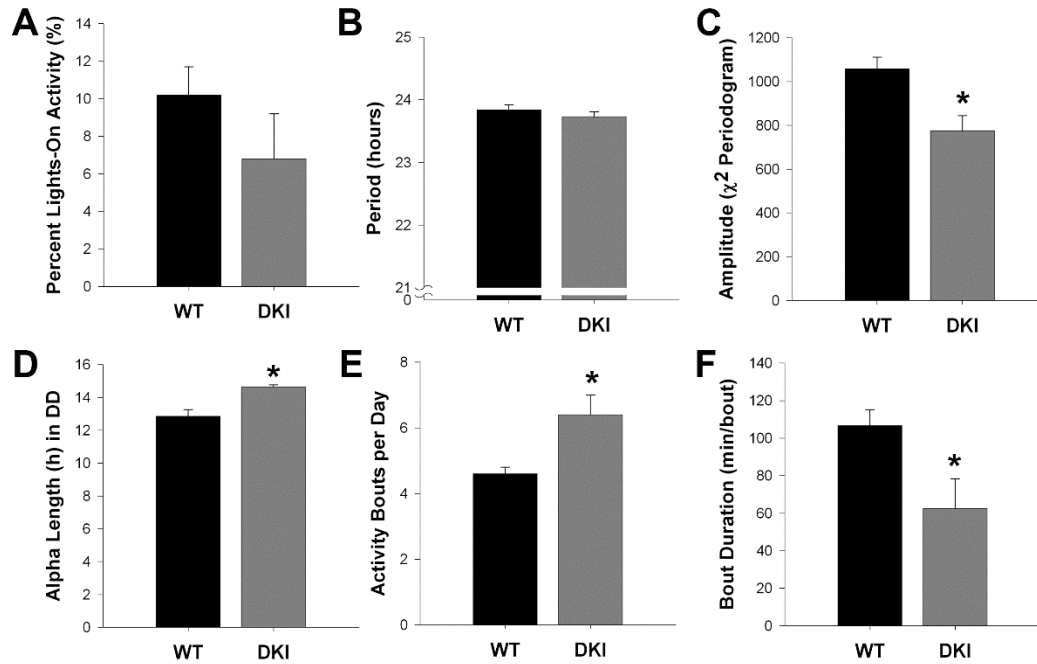 A
Percent Lights-On Activity (%)
14
12
10
8
6
4
2
0
WT DKI
B
Period (hours)
25
24
23
22
21
0
WT DKI
C
Amplitude (χ2 Periodogram)
1200
1000
800
600
400
200
0
*
WT DKI
D
Alpha Length (h) in DD
16
14
12
10
8
6
4
2
0
*
WT DKI
E
Activity Bouts per Day
8
6
4
2
0
*
WT DKI
F
Bout Duration (min/bout)
140
120
100
80
60
40
20
0
*
WT DKI